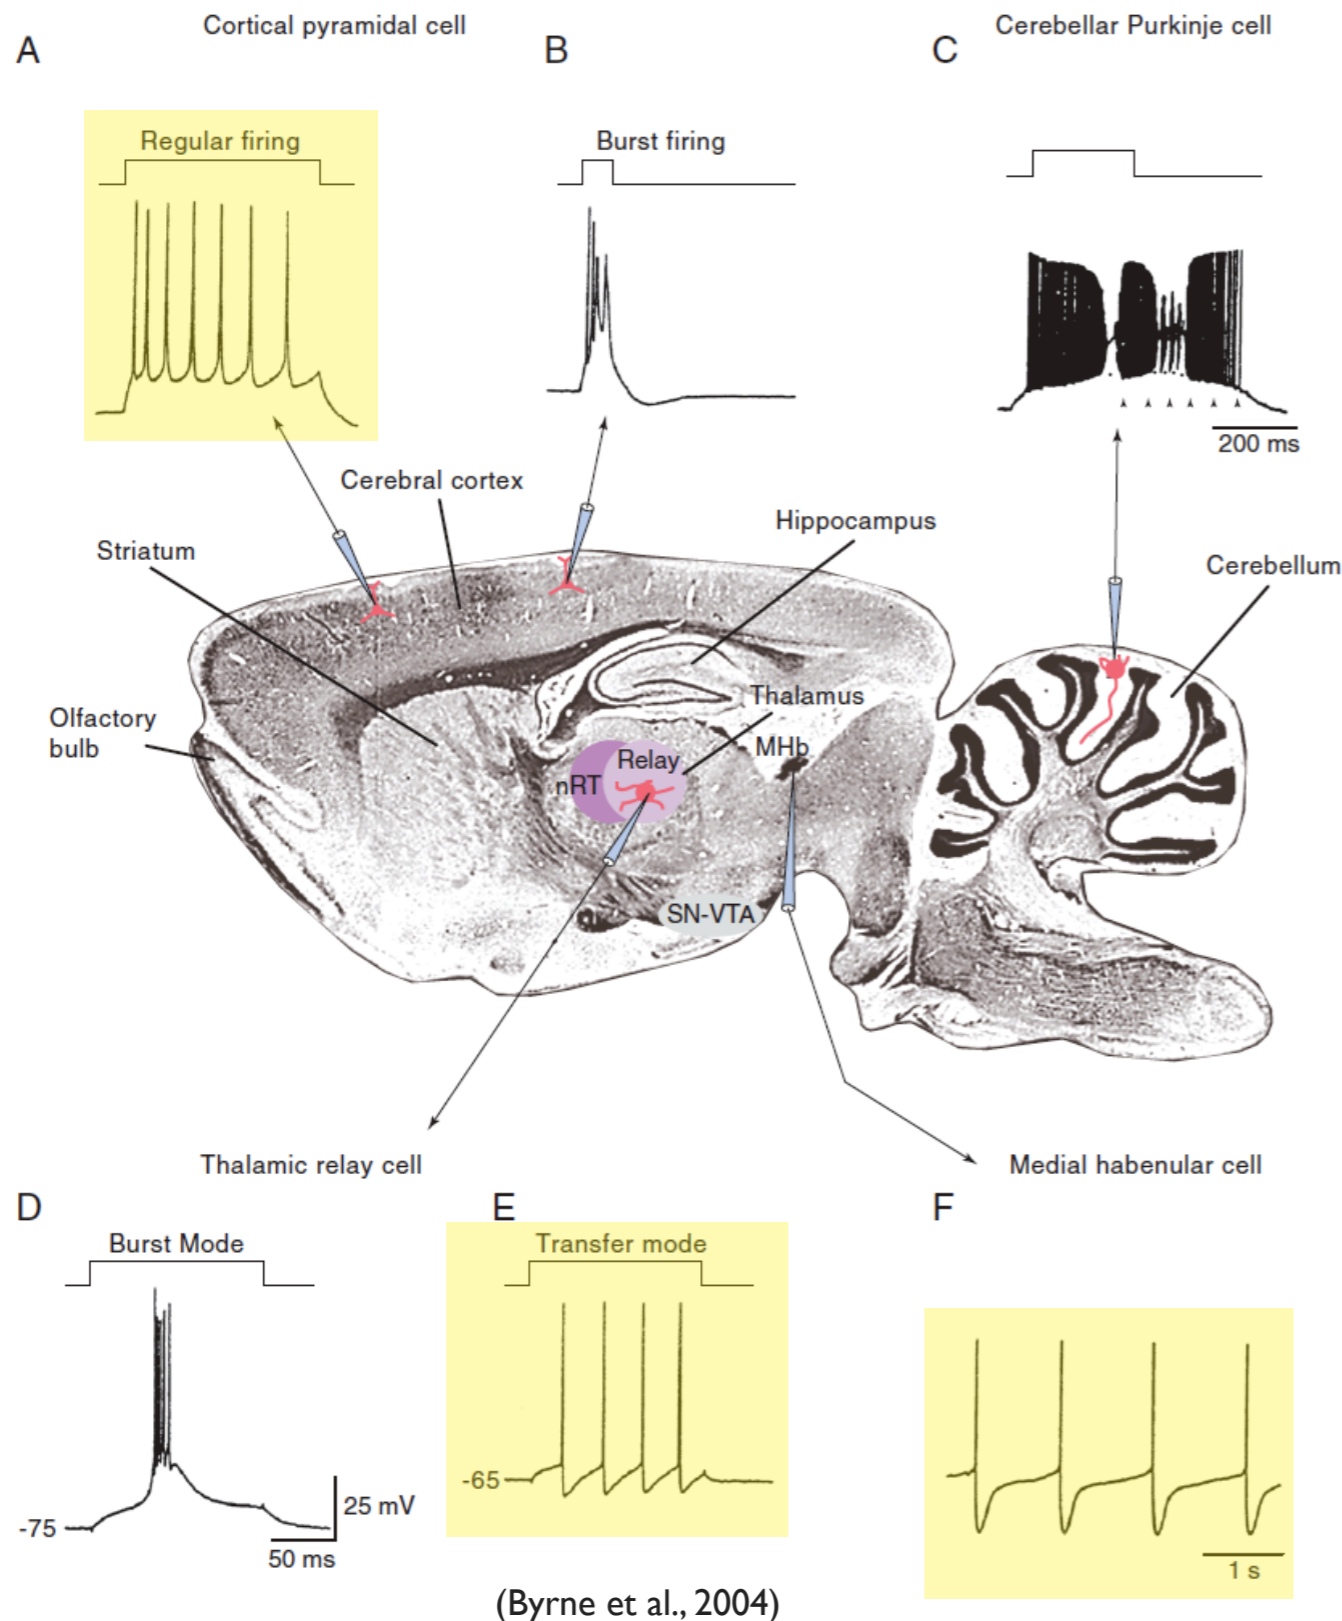 Cortical pyramidal cell
Cerebellar Purkinje cell
A
B
C
Regular firing
Burst firing
200 ms
Cerebral cortex
Hippocampus
Striatum
Cerebellum
Thalamus
Olfactory
bulb
MHb
Relay
nRT
SN-VTA
Thalamic relay cell
Medial habenular cell
D
E
F
Burst Mode
Transfer mode
-65
25 mV
-75
50 ms
1 s
(Byrne et al., 2004)